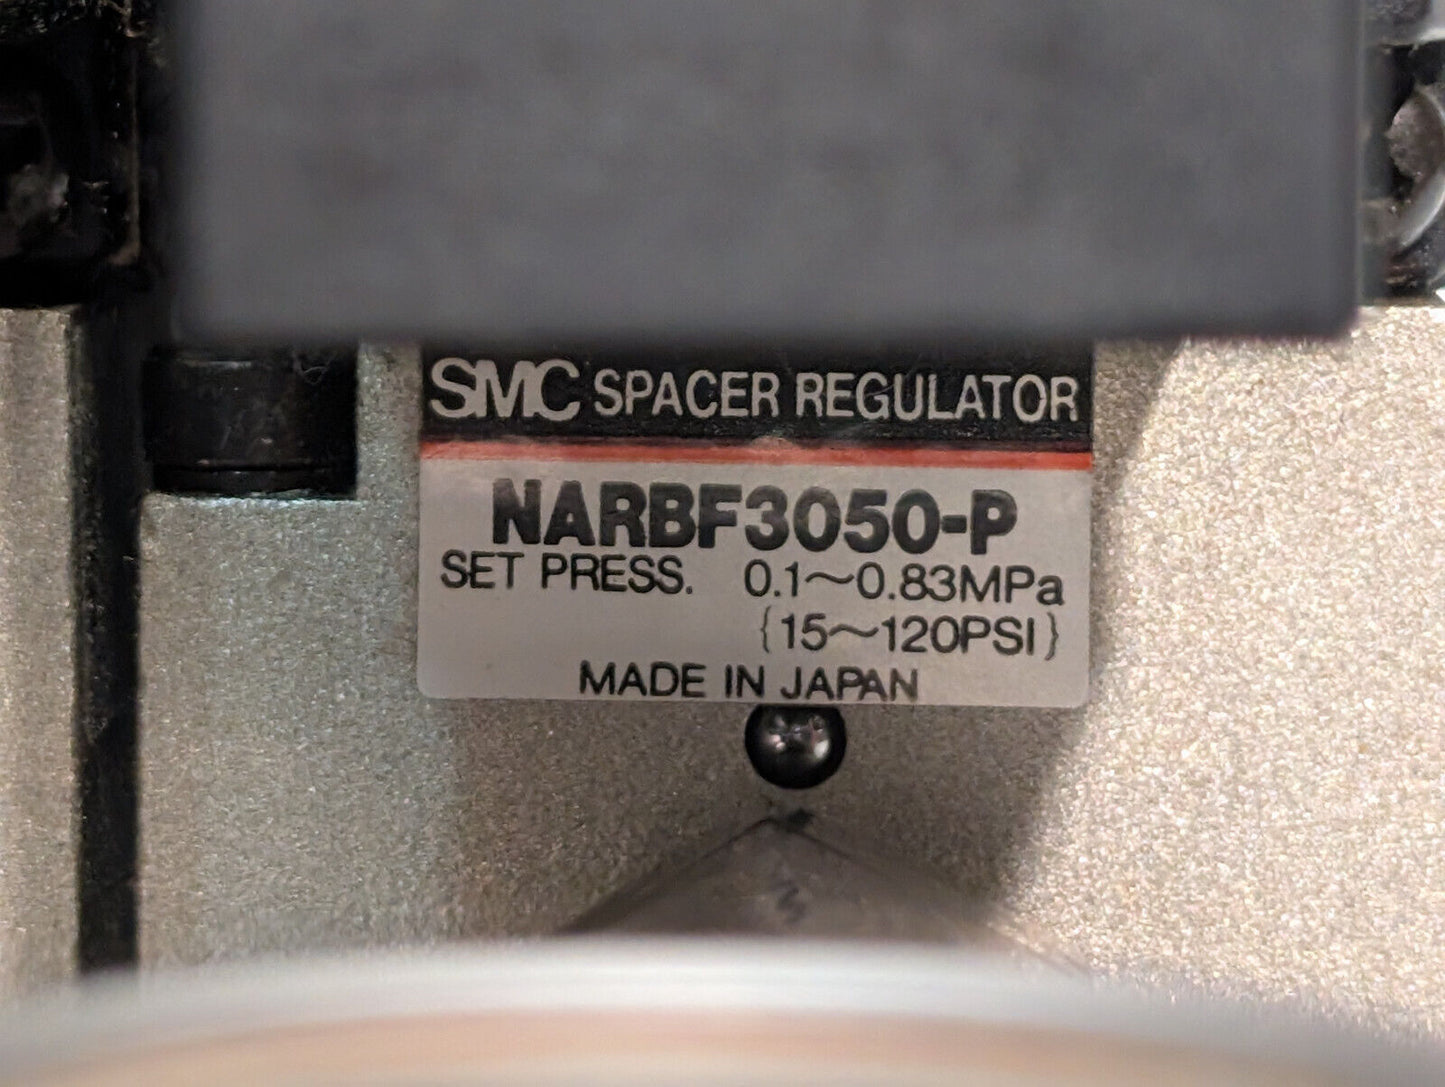 SMC SPACER REGULATOR
NARBF3050-P
SET PRESS. 0.1～0.83MPa
{15～120PSI}
MADE IN JAPAN